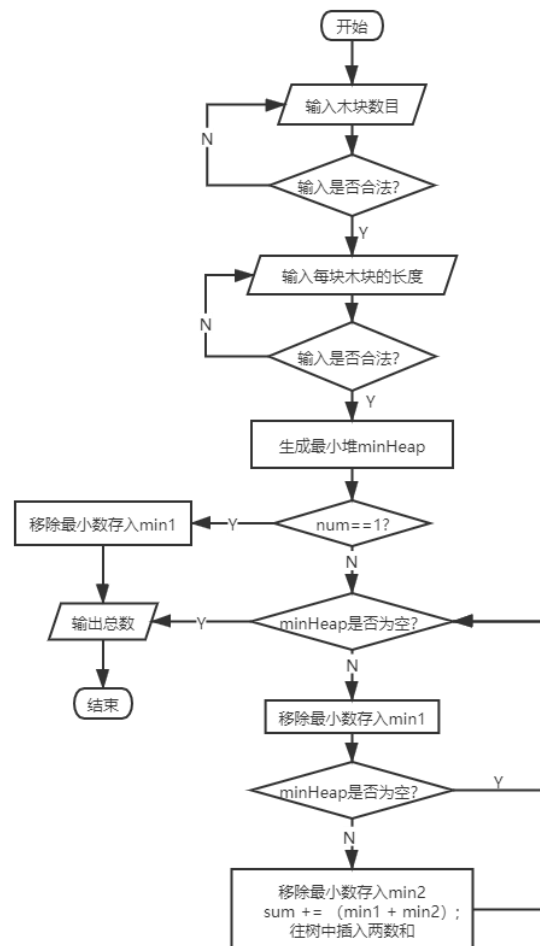 开始
输入木块数目
N
输入是否合法?
Y
输入每块木块的长度
N
输入是否合法?
Y
生成最小堆minHeap
移除最小数存入min1
Y
num==1?
N
输出总数
Y
minHeap是否为空?
N
结束
移除最小数存入min1
minHeap是否为空?
Y
N
移除最小数存入min2
sum += （min1 + min2）;
往树中插入两数和